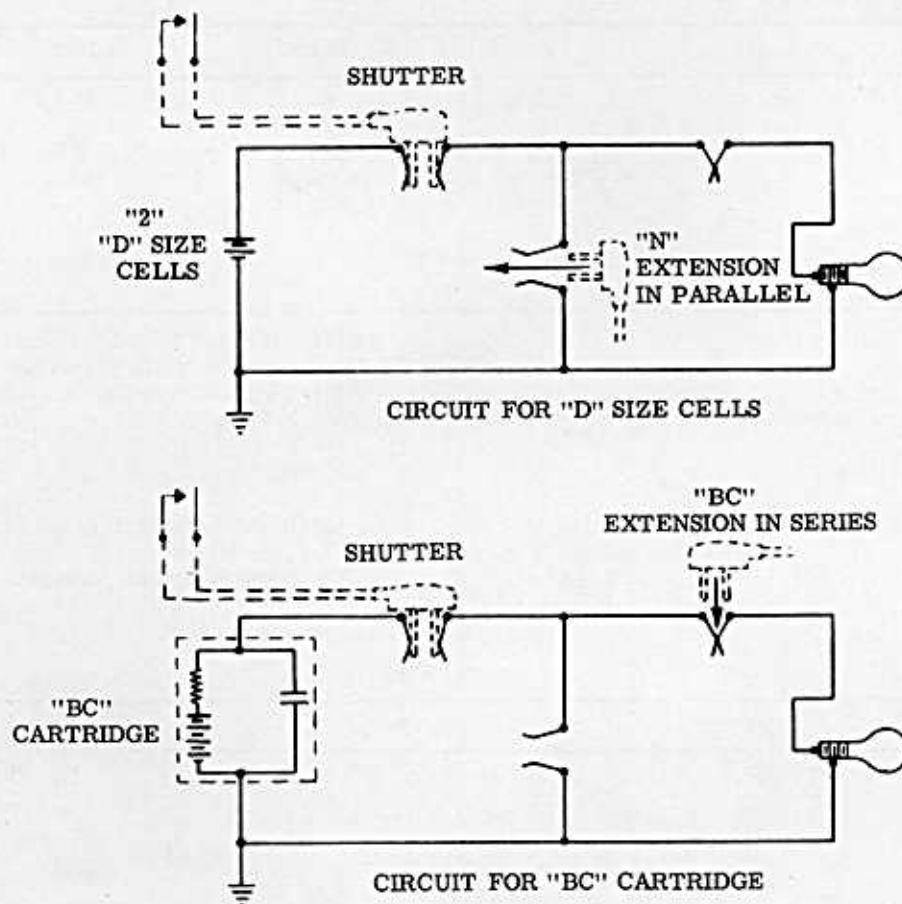 SHUTTER
"2"
"D" SIZE
CELLS
"N"
EXTENSION
IN PARALLEL
CIRCUIT FOR "D" SIZE CELLS
"BC"
EXTENSION IN SERIES
SHUTTER
"BC"
CARTRIDGE
CIRCUIT FOR "BC" CARTRIDGE